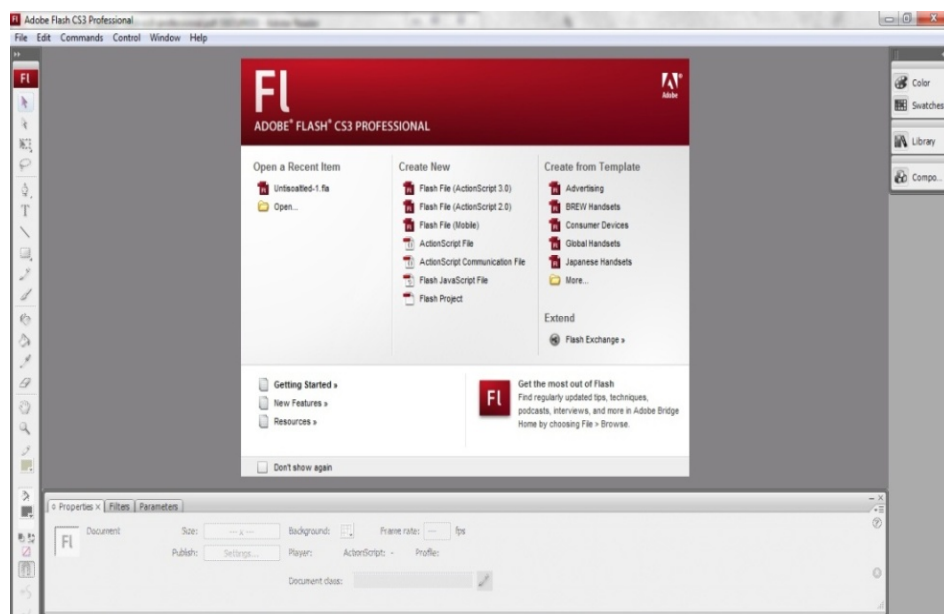 Adobe Flash CS3 Professional
File Edit Commands Control Window Help
Fl
Fl
Adobe
ADOBE® FLASH® CS3 PROFESSIONAL
Open a Recent Item
Untisoatled-1.fla
Open...
Create New
Flash File (ActionScript 3.0)
Flash File (ActionScript 2.0)
Flash File (Mobile)
ActionScript File
ActionScript Communication File
Flash JavaScript File
Flash Project
Create from Template
Advertising
BREW Handsets
Consumer Devices
Global Handsets
Japanese Handsets
More...
Extend
Flash Exchange »
Getting Started »
New Features »
Resources »
Fl
Get the most out of Flash
Find regularly updated tips, techniques,
podcasts, interviews, and more in Adobe Bridge
Home by choosing File > Browse.
Don't show again
Color
Swatches
Library
Compo...
Properties × Filters Parameters
Fl
Document Size: --- x --- Background: Frame rate: --- fps
Publish: Settings... Player: ActionScript: - Profile:
Document class: